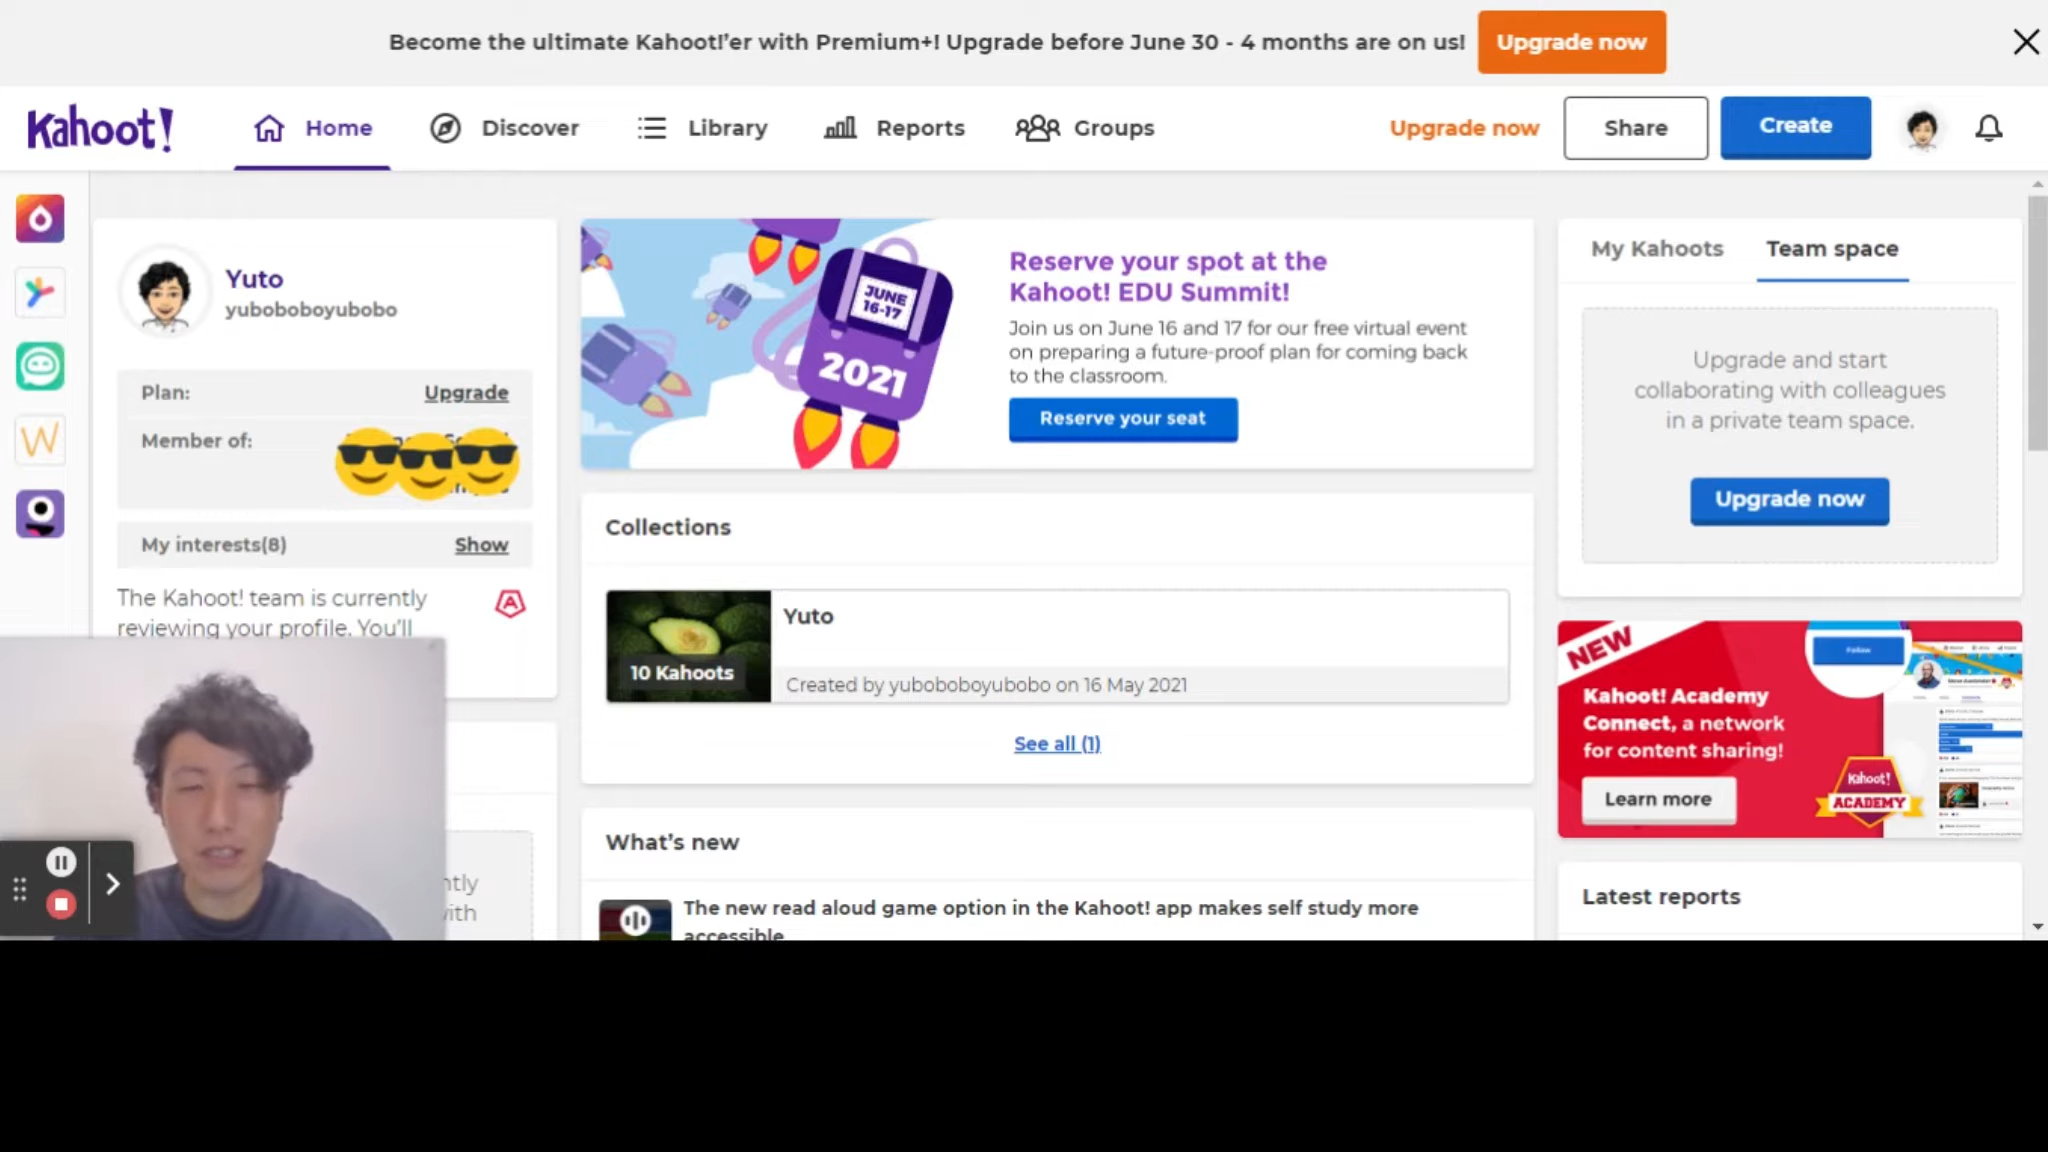 Become the ultimate Kahoot!'er with Premium+! Upgrade before June 30 - 4 months are on us!
Upgrade now
Kahoot!
Home
Discover
Library
Reports
Groups
Upgrade now
Share
Create
Yuto
yuboboboyubobo
Plan:
Upgrade
Member of:
My interests(8)
Show
The Kahoot! team is currently
reviewing your profile. You'll
JUNE
16-17
2021
Reserve your spot at the
Kahoot! EDU Summit!
Join us on June 16 and 17 for our free virtual event
on preparing a future-proof plan for coming back
to the classroom.
Reserve your seat
Collections
10 Kahoots
Yuto
Created by yuboboboyubobo on 16 May 2021
See all (1)
What's new
The new read aloud game option in the Kahoot! app makes self study more
accessible
My Kahoots
Team space
Upgrade and start
collaborating with colleagues
in a private team space.
Upgrade now
NEW
Kahoot! Academy
Connect, a network
for content sharing!
Learn more
Follow
Kahoot!
ACADEMY
Latest reports